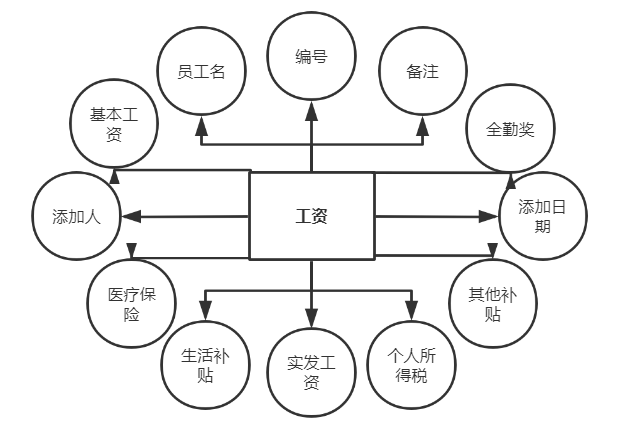 编号
员工名
备注
基本工
资
全勤奖
添加人
工资
添加日
期
医疗保
险
其他补
贴
生活补
贴
实发工
资
个人所
得税